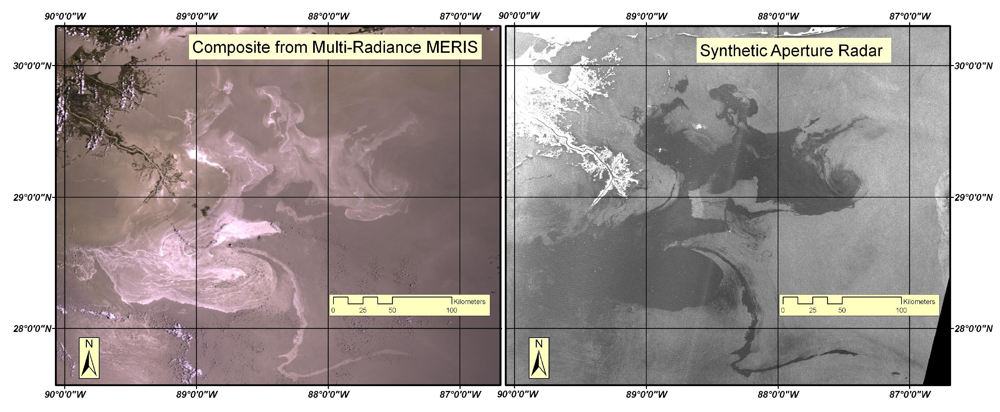 90°0'0"W 89°0'0"W 88°0'0"W 87°0'0"W 90°0'0"W 89°0'0"W 88°0'0"W 87°0'0"W
Composite from Multi-Radiance MERIS
Synthetic Aperture Radar
30°0'0"N 30°0'0"N
29°0'0"N 29°0'0"N
Kilometers Kilometers
0 25 50 100 0 25 50 100
28°0'0"N 28°0'0"N
N N
90°0'0"W 89°0'0"W 88°0'0"W 87°0'0"W 90°0'0"W 89°0'0"W 88°0'0"W 87°0'0"W